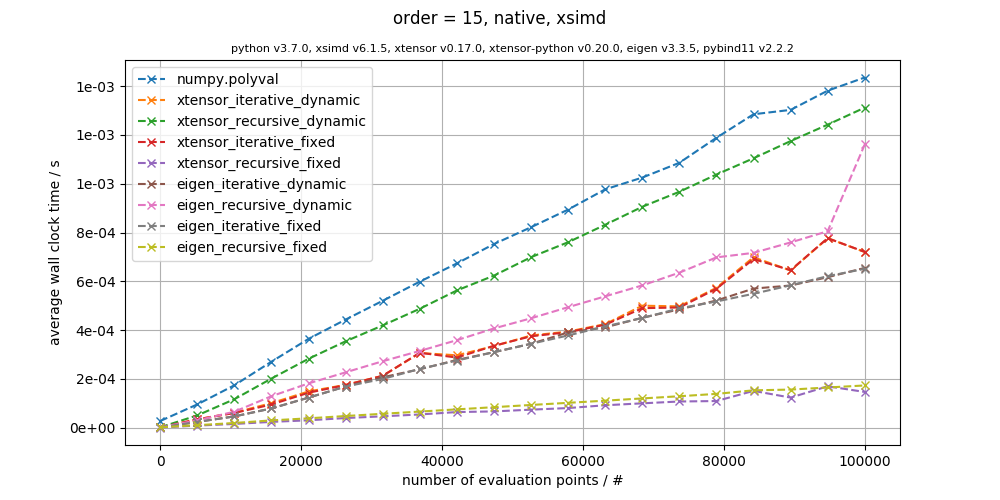 order = 15, native, xsimd
python v3.7.0, xsimd v6.1.5, xtensor v0.17.0, xtensor-python v0.20.0, eigen v3.3.5, pybind11 v2.2.2
numpy.polyval
xtensor_iterative_dynamic
xtensor_recursive_dynamic
xtensor_iterative_fixed
xtensor_recursive_fixed
eigen_iterative_dynamic
eigen_recursive_dynamic
eigen_iterative_fixed
eigen_recursive_fixed
average wall clock time / s
1e-03
1e-03
1e-03
8e-04
6e-04
4e-04
2e-04
0e+00
0
20000
40000
60000
80000
100000
number of evaluation points / #